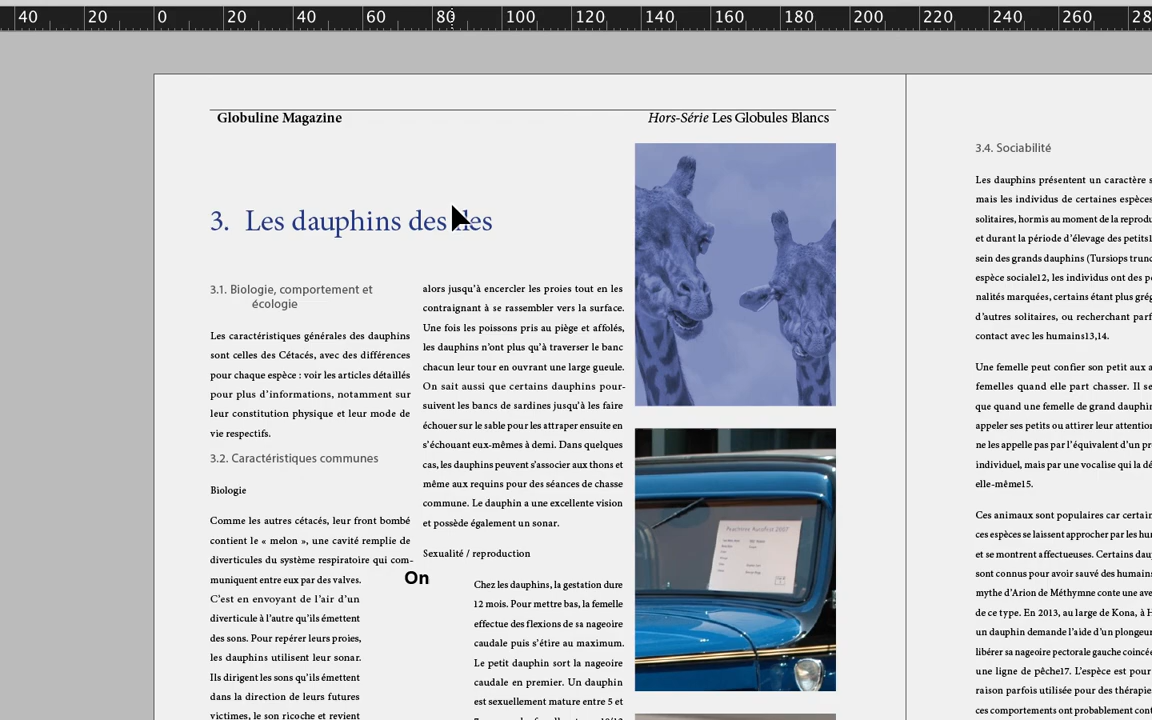 40 20 0 20 40 60 80 100 120 140 160 180 200 220 240 260 28
Globuline Magazine
Hors-Série Les Globules Blancs
3. Les dauphins des
3.1. Biologie, comportement et
écologie
Les caractéristiques générales des dauphins
sont celles des Cétacés, avec des différences
pour chaque espèce : voir les articles détaillés
pour plus d'informations, notamment sur
leur constitution physique et leur mode de
vie respectifs.
3.2. Caractéristiques communes
Biologie
Comme les autres cétacés, leur front bombé
contient le « melon », une cavité remplie de
diverticules du système respiratoire qui com-
muniquent entre eux par des valves.
C'est en envoyant de l'air d'un
diverticule à l'autre qu'ils émettent
des sons. Pour repérer leurs proies,
les dauphins utilisent leur sonar.
Ils dirigent les sons qu'ils émettent
dans la direction de leurs futures
victimes, le son ricoche et revient
On
alors jusqu'à encercler les proies tout en les
contraignant à se rassembler vers la surface.
Une fois les poissons pris au piège et affolés,
les dauphins n'ont plus qu'à traverser le banc
chacun leur tour en ouvrant une large gueule.
On sait aussi que certains dauphins pour-
suivent les bancs de sardines jusqu'à les faire
échouer sur le sable pour les attraper ensuite en
s'échouant eux-mêmes à demi. Dans quelques
cas, les dauphins peuvent s'associer aux thons et
même aux requins pour des séances de chasse
commune. Le dauphin a une excellente vision
et possède également un sonar.
Sexualité / reproduction
Chez les dauphins, la gestation dure
12 mois. Pour mettre bas, la femelle
effectue des flexions de sa nageoire
caudale puis s'étire au maximum.
Le petit dauphin sort la nageoire
caudale en premier. Un dauphin
est sexuellement mature entre 5 et
3.4. Sociabilité
Les dauphins présentent un caractère s
mais les individus de certaines espèces
solitaires, hormis au moment de la reprodu
et durant la période d'élevage des petits1
sein des grands dauphins (Tursiops trunc
espèce sociale12, les individus ont des pe
nalités marquées, certains étant plus grég
d'autres solitaires, ou recherchant parf
contact avec les humains13,14.
Une femelle peut confier son petit aux a
femelles quand elle part chasser. Il se
que quand une femelle de grand dauphin
appeler ses petits ou attirer leur attention
ne les appelle pas par l'équivalent d'un pr
individuel, mais par une vocalise qui la dé
elle-même15.
Ces animaux sont populaires car certain
ces espèces se laissent approcher par les hum
et se montrent affectueuses. Certains dau
sont connus pour avoir sauvé des humains
mythe d'Arion de Méthymne conte une ave
de ce type. En 2013, au large de Kona, à H
un dauphin demande l'aide d'un plongeu
libérer sa nageoire pectorale gauche coincée
une ligne de pêche17. L'espèce est pour
raison parfois utilisée pour des thérapie
ces comportements ont probablement cont